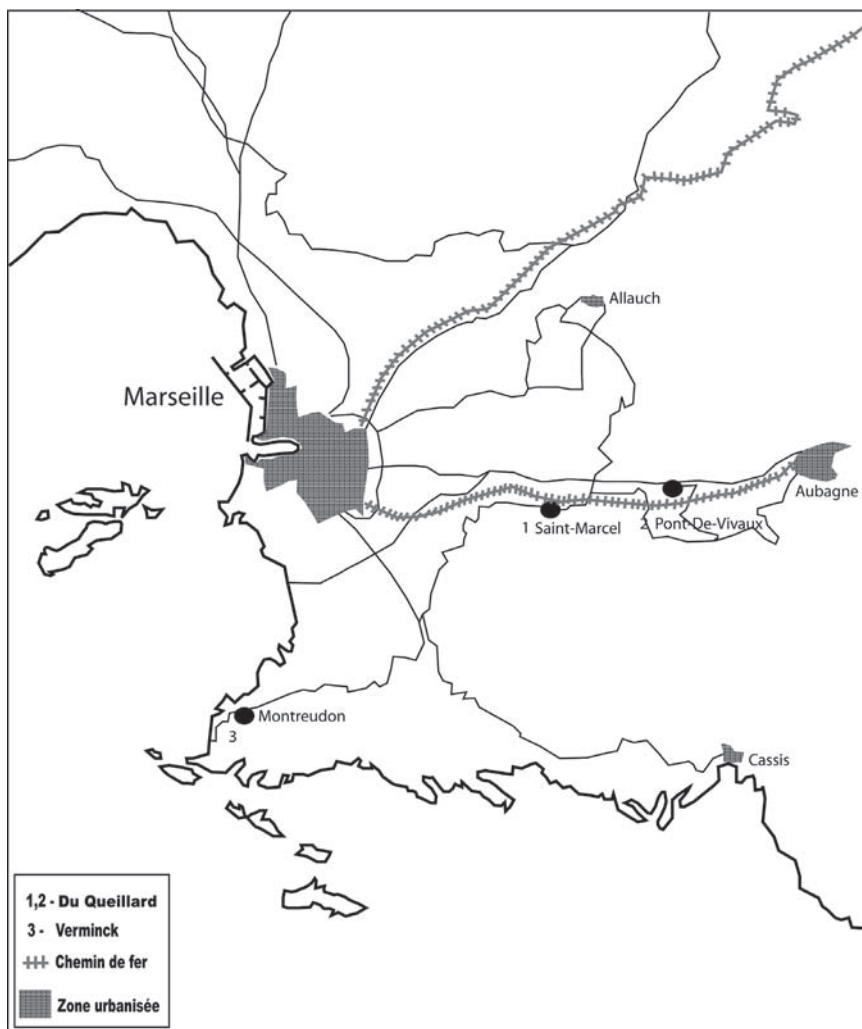 Allauch
Marseille
Aubagne
1 Saint-Marcel
2 Pont-De-Vivaux
Montreudon
3
Cassis
1,2 - Du Queillard
3 - Verminck
Chemin de fer
Zone urbanisée